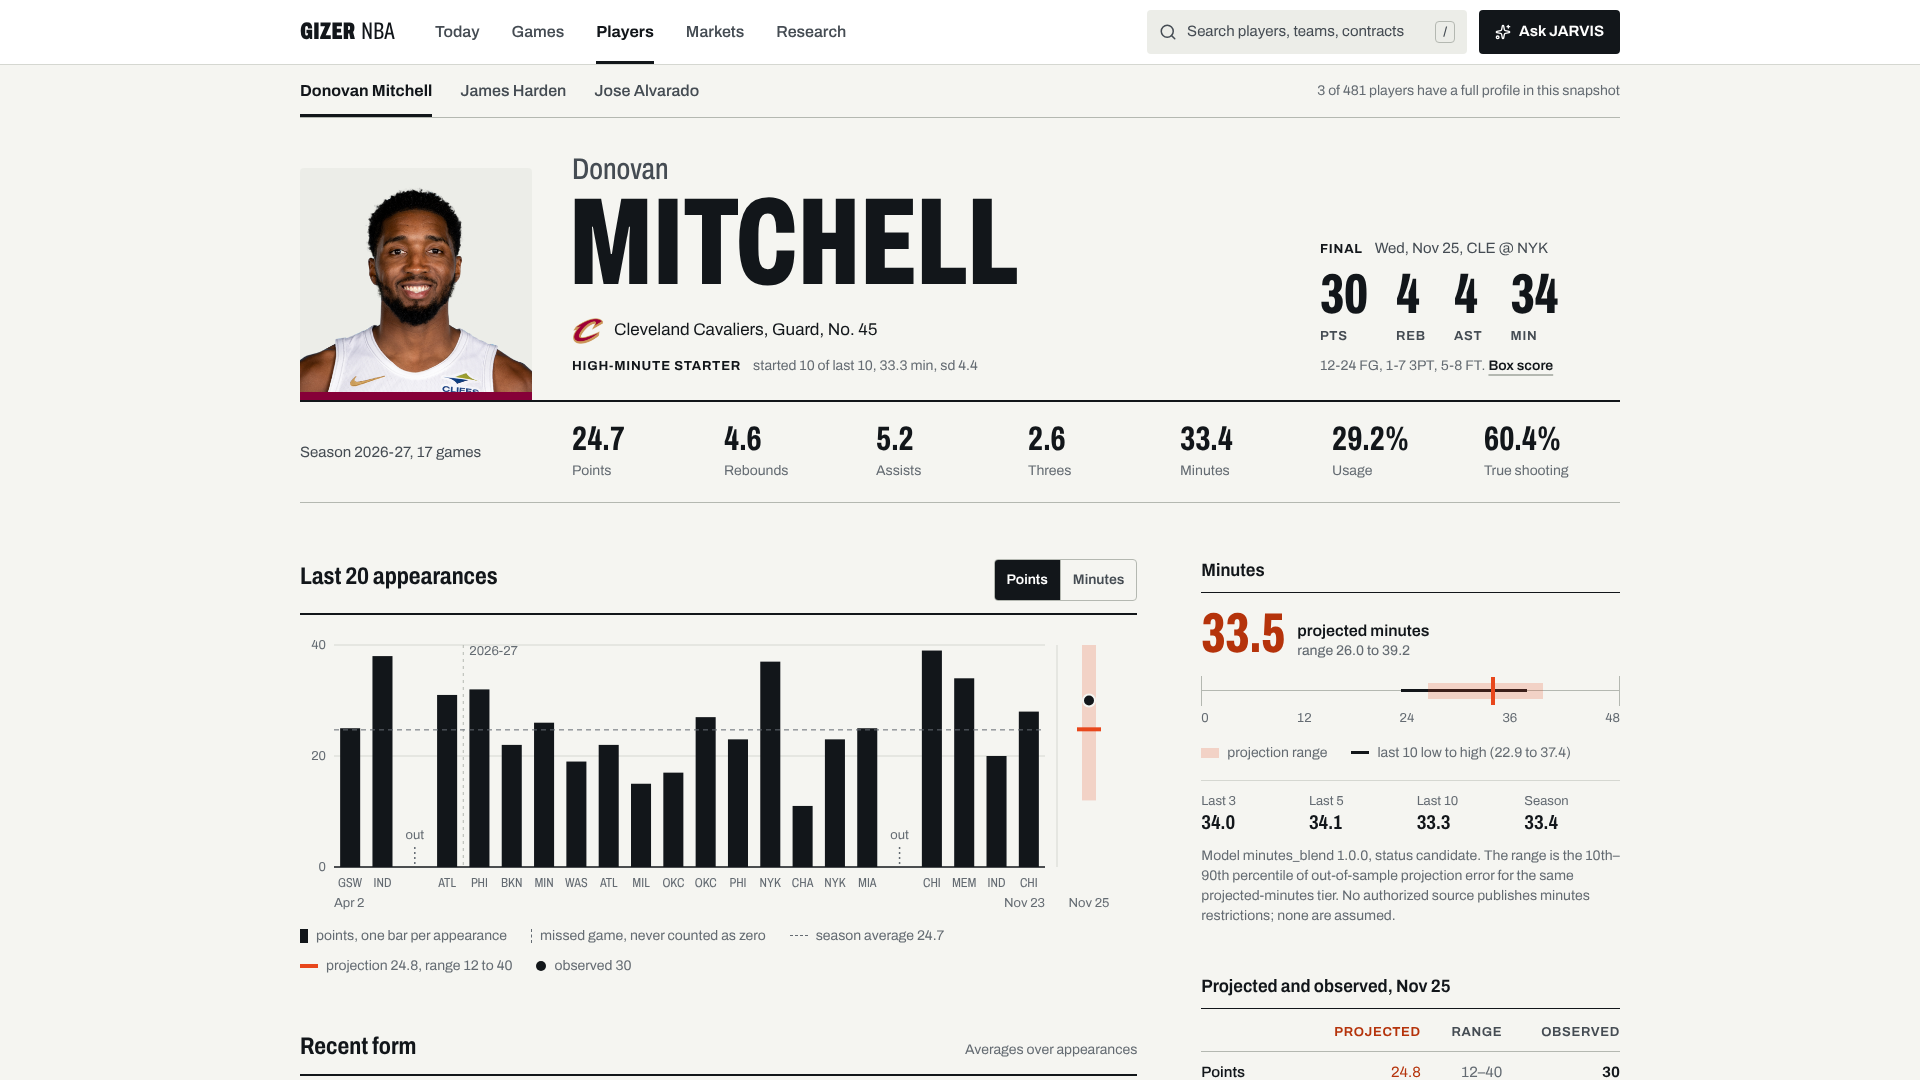 GIZER NBA
Today
Games
Players
Markets
Research
Search players, teams, contracts
/
Ask JARVIS
Donovan Mitchell
James Harden
Jose Alvarado
3 of 481 players have a full profile in this snapshot
Donovan
MITCHELL
Cleveland Cavaliers, Guard, No. 45
HIGH-MINUTE STARTER started 10 of last 10, 33.3 min, sd 4.4
FINAL Wed, Nov 25, CLE @ NYK
30 4 4 34
PTS REB AST MIN
12-24 FG, 1-7 3PT, 5-8 FT. Box score
Season 2026-27, 17 games
24.7 4.6 5.2 2.6 33.4 29.2% 60.4%
Points Rebounds Assists Threes Minutes Usage True shooting
Last 20 appearances
Points Minutes
40
2026-27
20
out out
0
GSW IND ATL PHI BKN MIN WAS ATL MIL OKC OKC PHI NYK CHA NYK MIA CHI MEM IND CHI
Apr 2 Nov 23 Nov 25
points, one bar per appearance missed game, never counted as zero season average 24.7
projection 24.8, range 12 to 40 observed 30
Recent form
Averages over appearances
Minutes
33.5
projected minutes
range 26.0 to 39.2
0 12 24 36 48
projection range last 10 low to high (22.9 to 37.4)
Last 3 Last 5 Last 10 Season
34.0 34.1 33.3 33.4
Model minutes_blend 1.0.0, status candidate. The range is the 10th–
90th percentile of out-of-sample projection error for the same
projected-minutes tier. No authorized source publishes minutes
restrictions; none are assumed.
Projected and observed, Nov 25
PROJECTED RANGE OBSERVED
Points 24.8 12–40 30